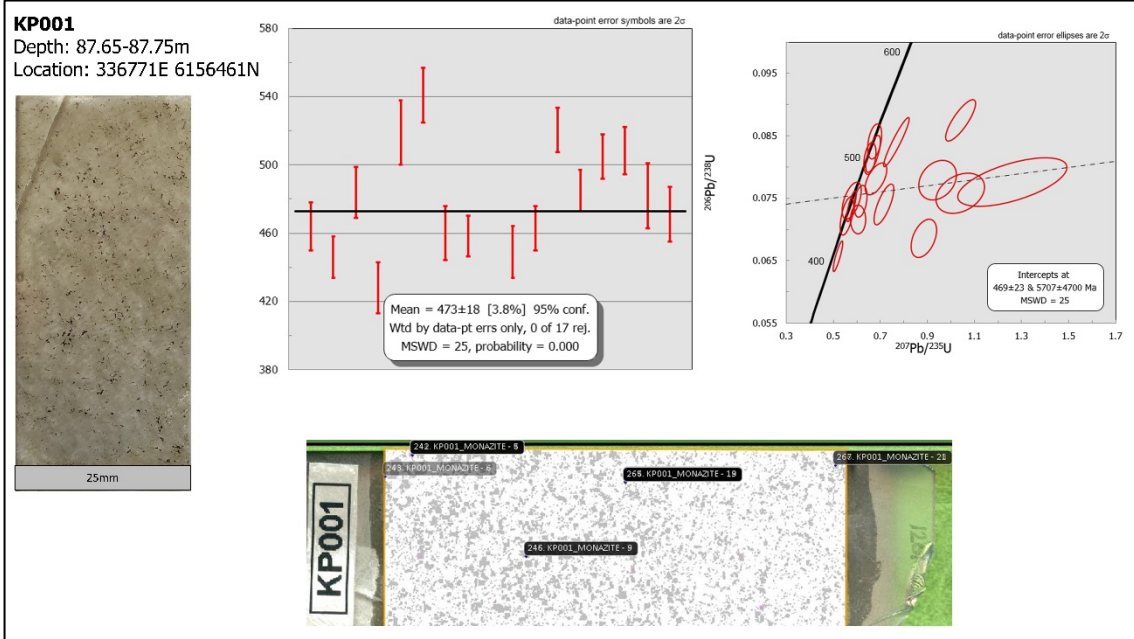 KP001
Depth: 87.65-87.75m
Location: 336771E 6156461N
25mm
data-point error symbols are 2σ
580
540
500
460
420
380
Mean = 473±18 [3.8%] 95% conf.
Wtd by data-pt errs only, 0 of 17 rej.
MSWD = 25, probability = 0.000
data-point error ellipses are 2σ
206Pb/238U
0.095
0.085
0.075
0.065
0.055
600
500
400
Intercepts at
469±23 & 5707±4700 Ma
MSWD = 25
0.3 0.5 0.7 0.9 1.1 1.3 1.5 1.7
207Pb/235U
242. KP001_MONAZITE - 5
243. KP001_MONAZITE - 6
265. KP001_MONAZITE - 19
267. KP001_MONAZITE - 21
246. KP001_MONAZITE - 9
KP001